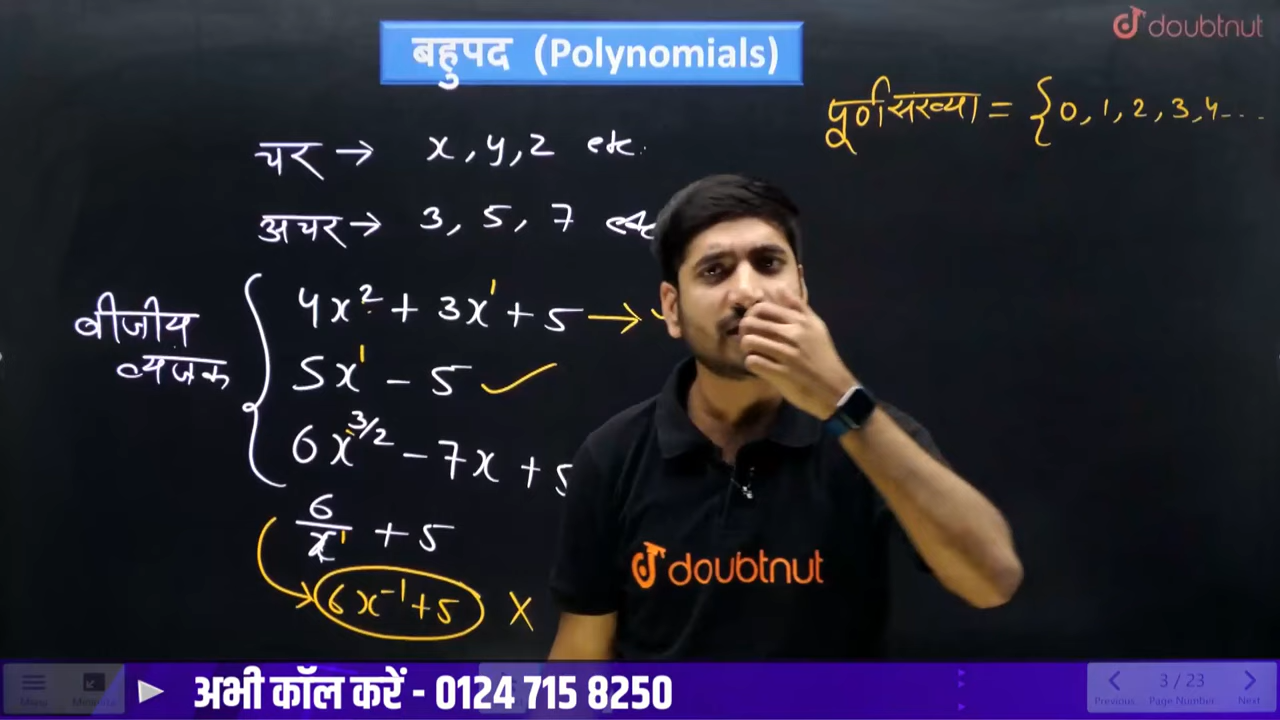 बहुपद (Polynomials)
doubtnut
पूर्ण संख्या = {0, 1, 2, 3, 4...
चर → x, y, z etc.
अचर → 3, 5, 7 etc
बीजीय
व्यंजक
4x² + 3x¹ + 5 →
5x¹ - 5 ✓
6x^3/2 - 7x + 5
6/x¹ + 5
6x⁻¹ + 5 X
doubtnut
अभी कॉल करें - 0124 715 8250
Menu
3 / 23
Previous Page Number Next